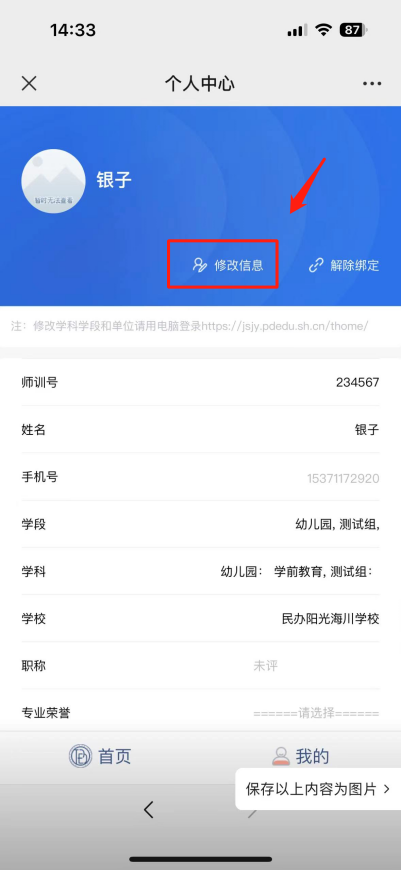 14:33
87
个人中心
暂时无法查看
银子
修改信息
解除绑定
注：修改学科学段和单位请用电脑登录https://jsjy.pdedu.sh.cn/thome/
师训号 234567
姓名 银子
手机号 15371172920
学段 幼儿园, 测试组,
学科 幼儿园： 学前教育, 测试组：
学校 民办阳光海川学校
职称 未评
专业荣誉 ======请选择======
首页
我的
保存以上内容为图片